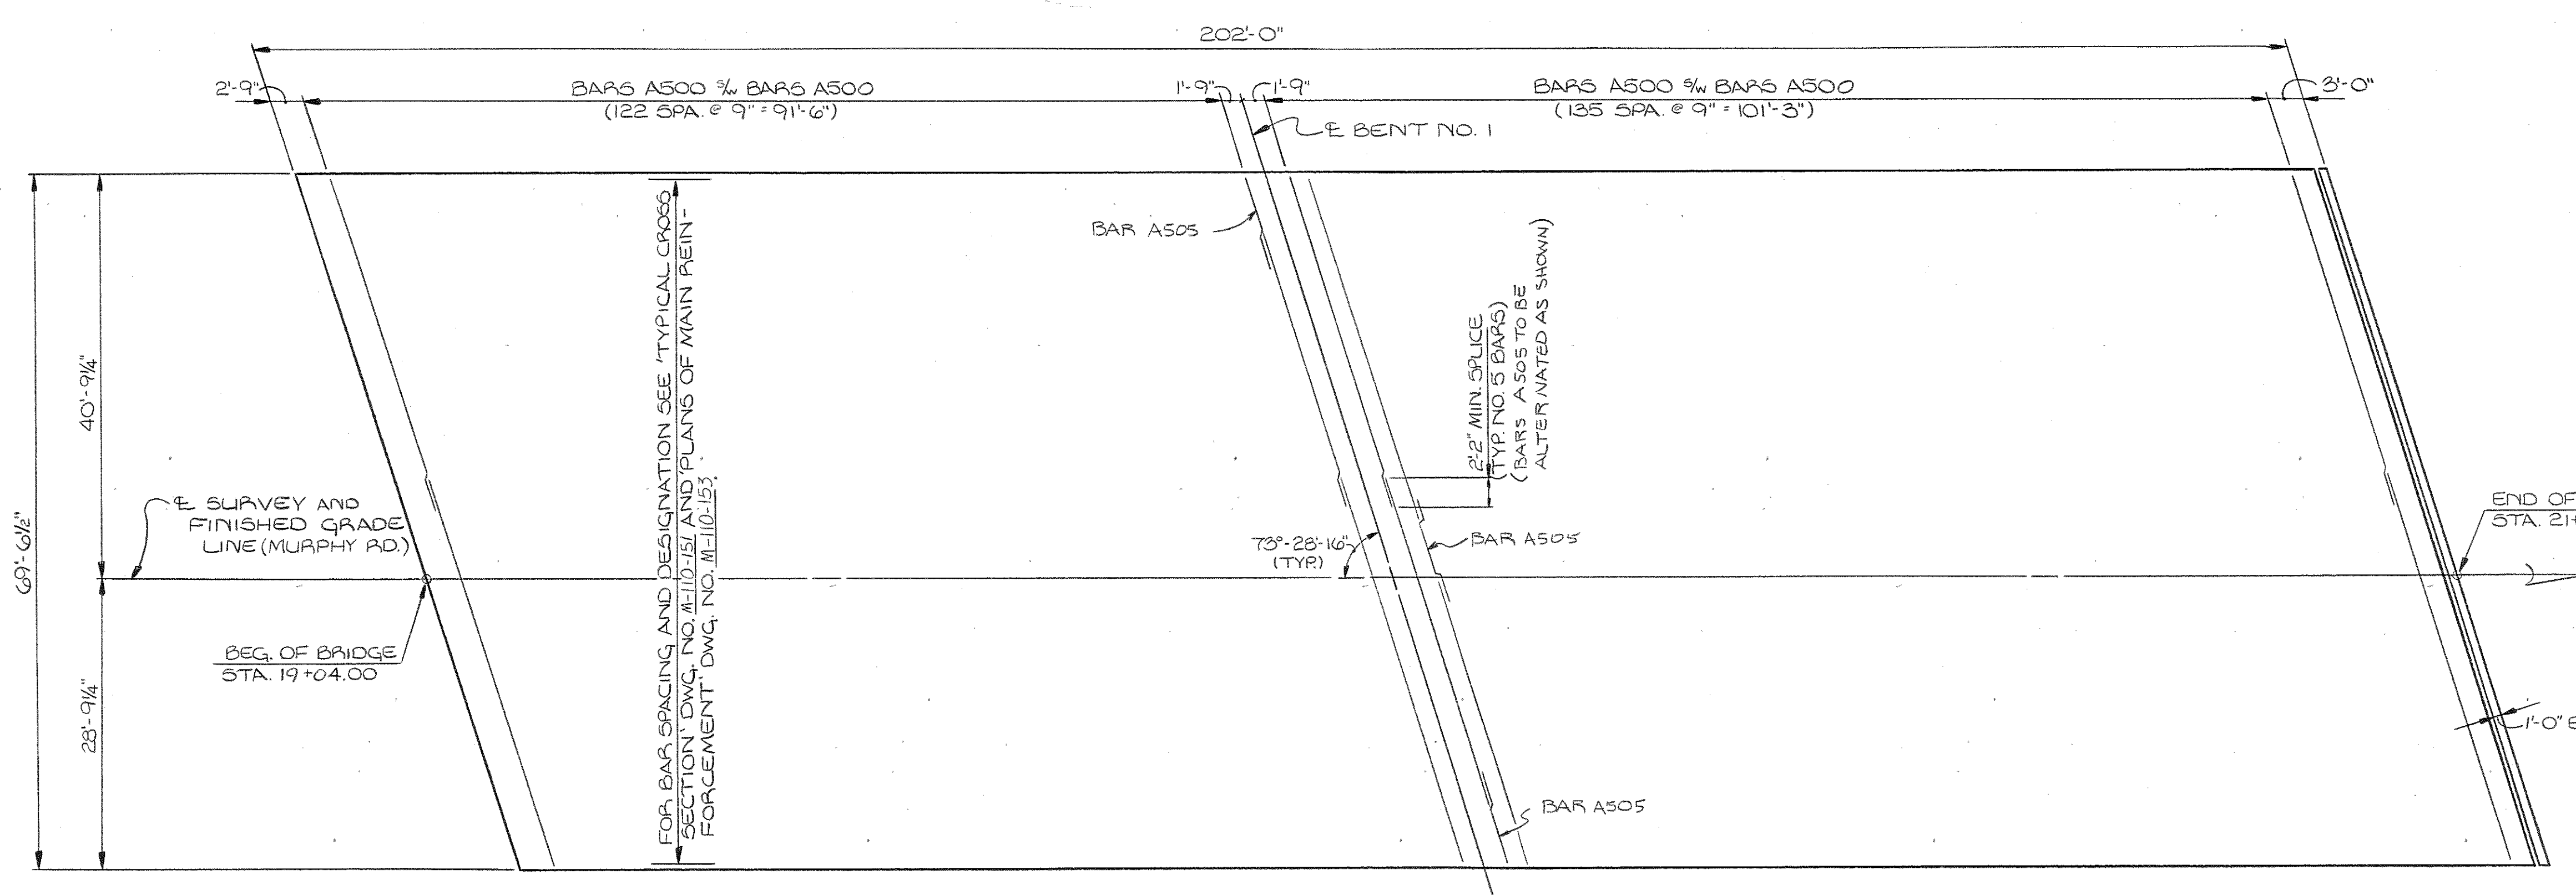 202'-0"
2'-9"
BARS A500 s/w BARS A500
(122 SPA. @ 9" = 91'-6")
1'-9"
1'-9"
BARS A500 s/w BARS A500
(135 SPA. @ 9" = 101'-3")
3'-0"
℄ BENT NO. 1
BAR A505
69'-6½"
40'-9¼"
28'-9¼"
℄ SURVEY AND
FINISHED GRADE
LINE (MURPHY RD.)
BEG. OF BRIDGE
STA. 19+04.00
FOR BAR SPACING AND DESIGNATION SEE 'TYPICAL CROSS
SECTION' DWG. NO. M-110-151 AND 'PLANS OF MAIN REIN-
FORCEMENT' DWG. NO. M-110-153.
2'-2" MIN. SPLICE
(TYP. NO. 5 BARS)
(BARS A505 TO BE
ALTERNATED AS SHOWN)
73°-28'-16"
(TYP.)
BAR A505
BAR A505
END OF
STA. 21+
1'-0"